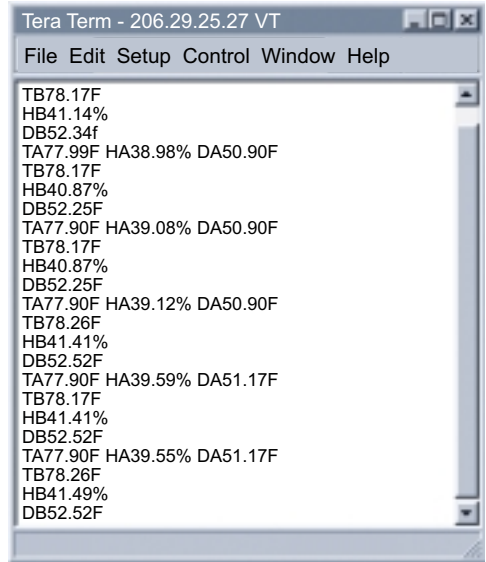 Tera Term - 206.29.25.27 VT
File Edit Setup Control Window Help
TB78.17F
HB41.14%
DB52.34f
TA77.99F HA38.98% DA50.90F
TB78.17F
HB40.87%
DB52.25F
TA77.90F HA39.08% DA50.90F
TB78.17F
HB40.87%
DB52.25F
TA77.90F HA39.12% DA50.90F
TB78.26F
HB41.41%
DB52.52F
TA77.90F HA39.59% DA51.17F
TB78.17F
HB41.41%
DB52.52F
TA77.90F HA39.55% DA51.17F
TB78.26F
HB41.49%
DB52.52F